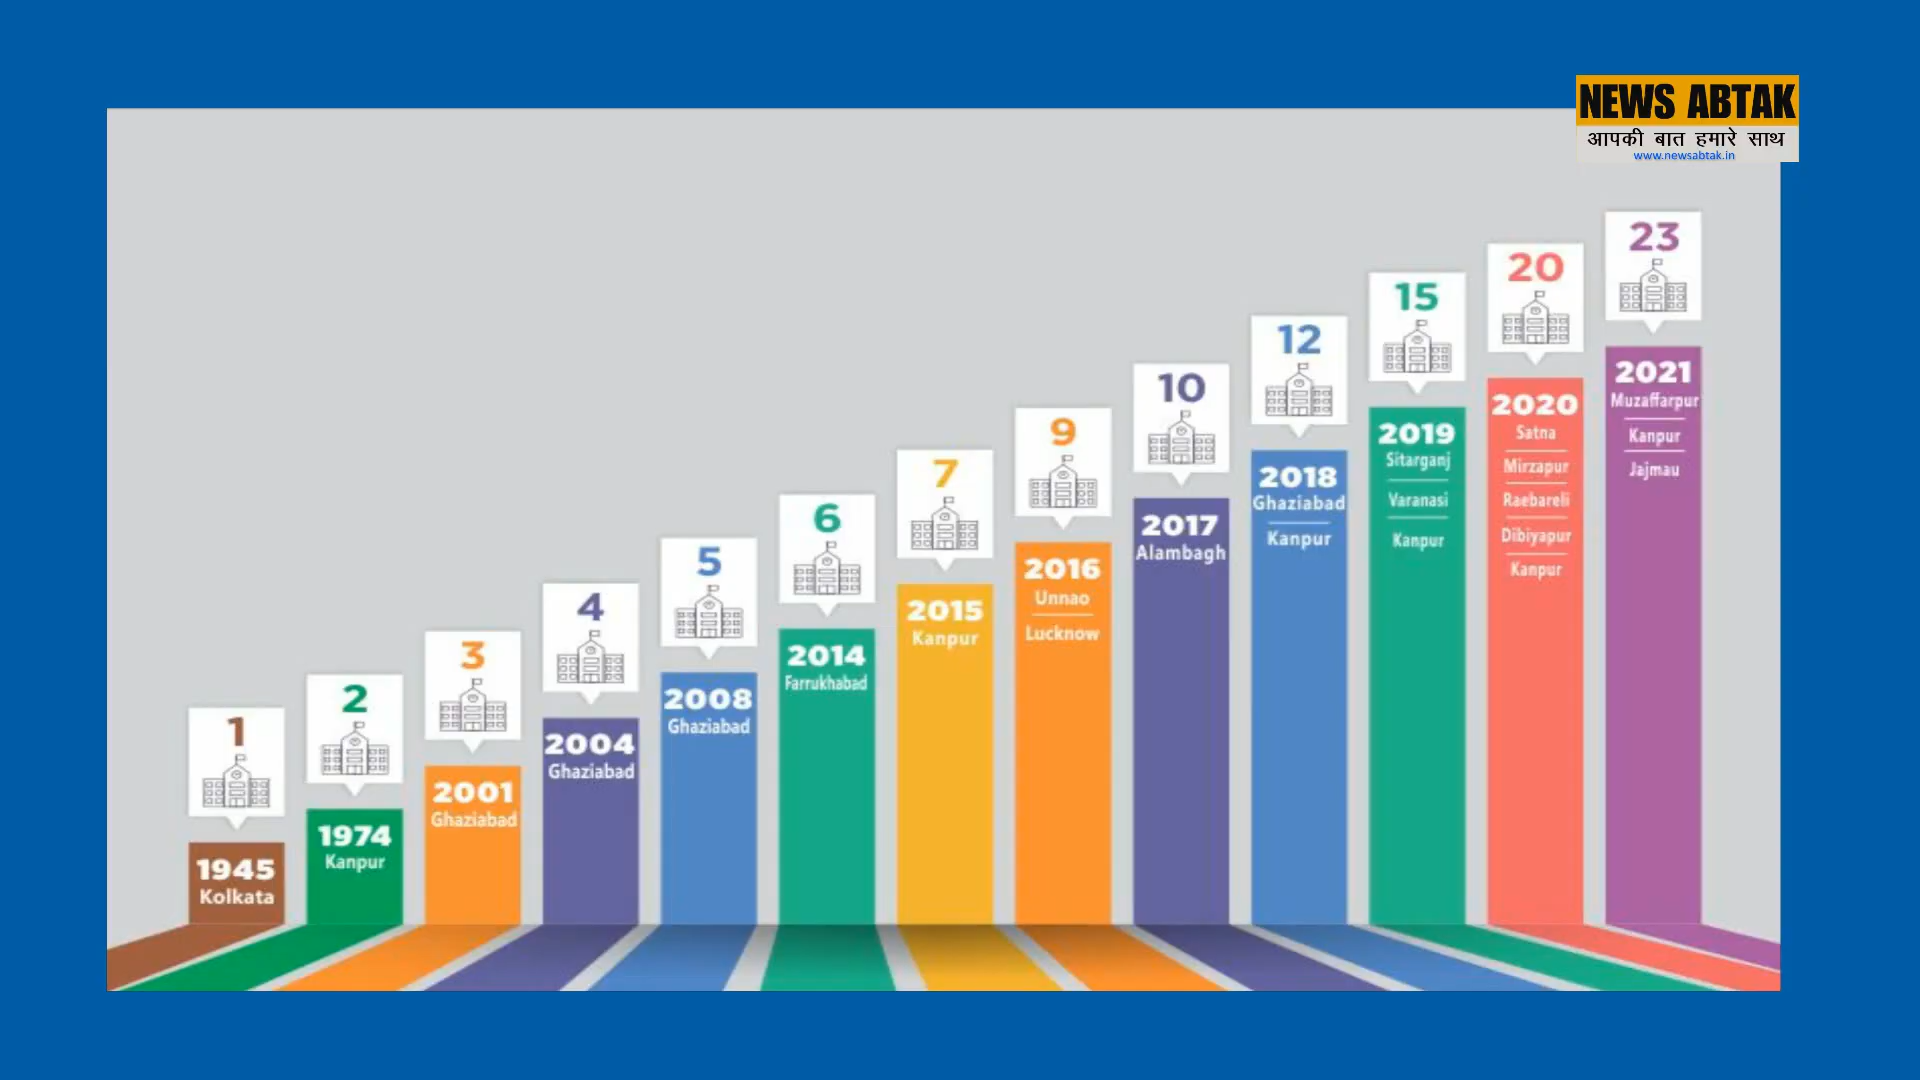 NEWS ABTAK
आपकी बात हमारे साथ
www.newsabtak.in
1
1945
Kolkata
2
1974
Kanpur
3
2001
Ghaziabad
4
2004
Ghaziabad
5
2008
Ghaziabad
6
2014
Farrukhabad
7
2015
Kanpur
9
2016
Unnao
Lucknow
10
2017
Alambagh
12
2018
Ghaziabad
Kanpur
15
2019
Sitarganj
Varanasi
Kanpur
20
2020
Satna
Mirzapur
Raebareli
Dibiyapur
Kanpur
23
2021
Muzaffarpur
Kanpur
Jajmau